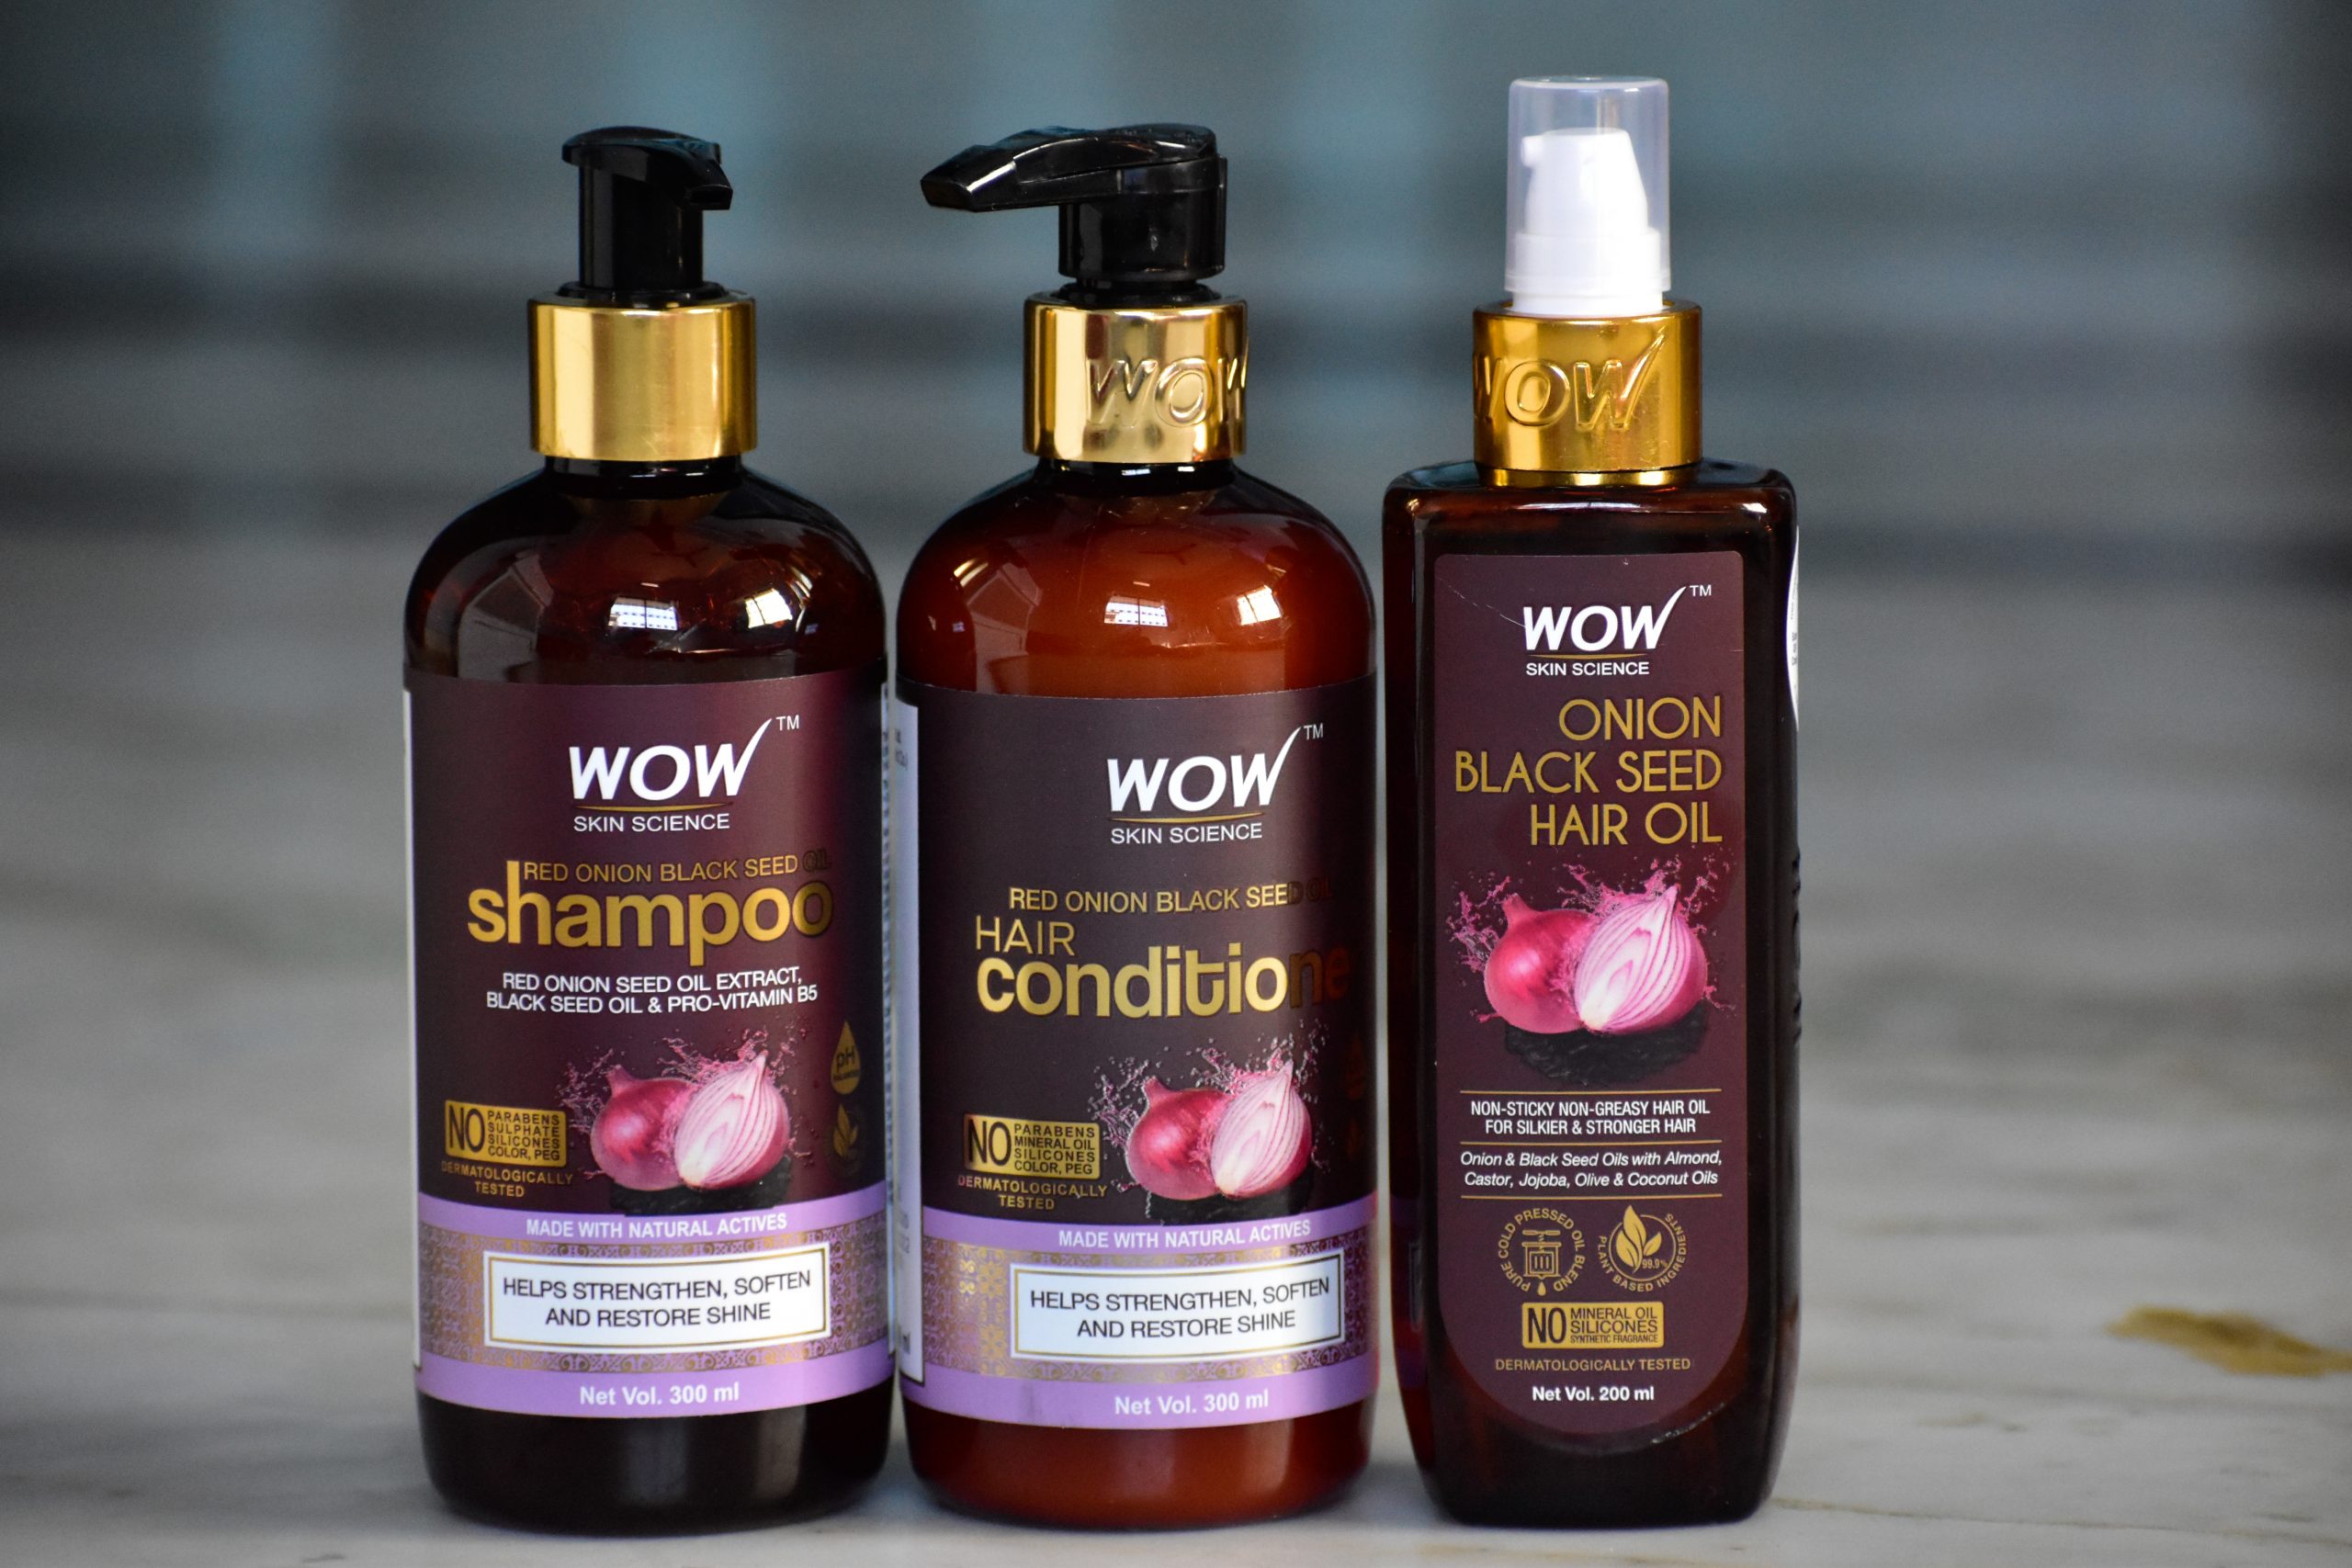 WOW™
SKIN SCIENCE
RED ONION BLACK SEED OIL
shampoo
RED ONION SEED OIL EXTRACT,
BLACK SEED OIL & PRO-VITAMIN B5
pH
NO PARABENS
SULPHATE
SILICONES
COLOR, PEG
DERMATOLOGICALLY
TESTED
MADE WITH NATURAL ACTIVES
HELPS STRENGTHEN, SOFTEN
AND RESTORE SHINE
Net Vol. 300 ml
WOW
WOW™
SKIN SCIENCE
RED ONION BLACK SEED OIL
HAIR
conditione
NO PARABENS
MINERAL OIL
SILICONES
COLOR, PEG
DERMATOLOGICALLY
TESTED
MADE WITH NATURAL ACTIVES
HELPS STRENGTHEN, SOFTEN
AND RESTORE SHINE
Net Vol. 300 ml
WOW
WOW™
SKIN SCIENCE
ONION
BLACK SEED
HAIR OIL
NON-STICKY NON-GREASY HAIR OIL
FOR SILKIER & STRONGER HAIR
Onion & Black Seed Oils with Almond,
Castor, Jojoba, Olive & Coconut Oils
PURE COLD PRESSED OIL BLEND
99.9%
PLANT BASED INGREDIENTS
NO MINERAL OIL
SILICONES
SYNTHETIC FRAGRANCE
DERMATOLOGICALLY TESTED
Net Vol. 200 ml